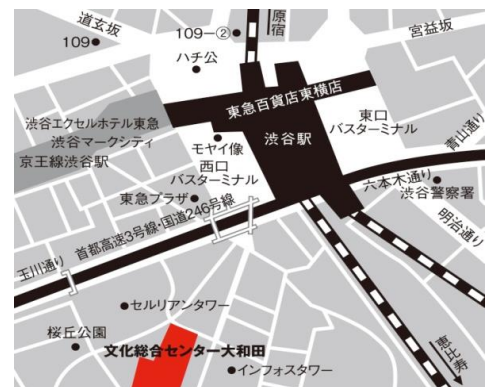 道玄坂
109
109-②
原宿
宮益坂
ハチ公
東急百貨店東横店
渋谷エクセルホテル東急
渋谷マークシティ
京王線渋谷駅
モヤイ像
西口
バスターミナル
渋谷駅
東口
バスターミナル
青山通り
東急プラザ
六本木通り
渋谷警察署
明治通り
首都高速3号線・国道246号線
玉川通り
セルリアンタワー
桜丘公園
文化総合センター大和田
インフォスタワー
恵比寿